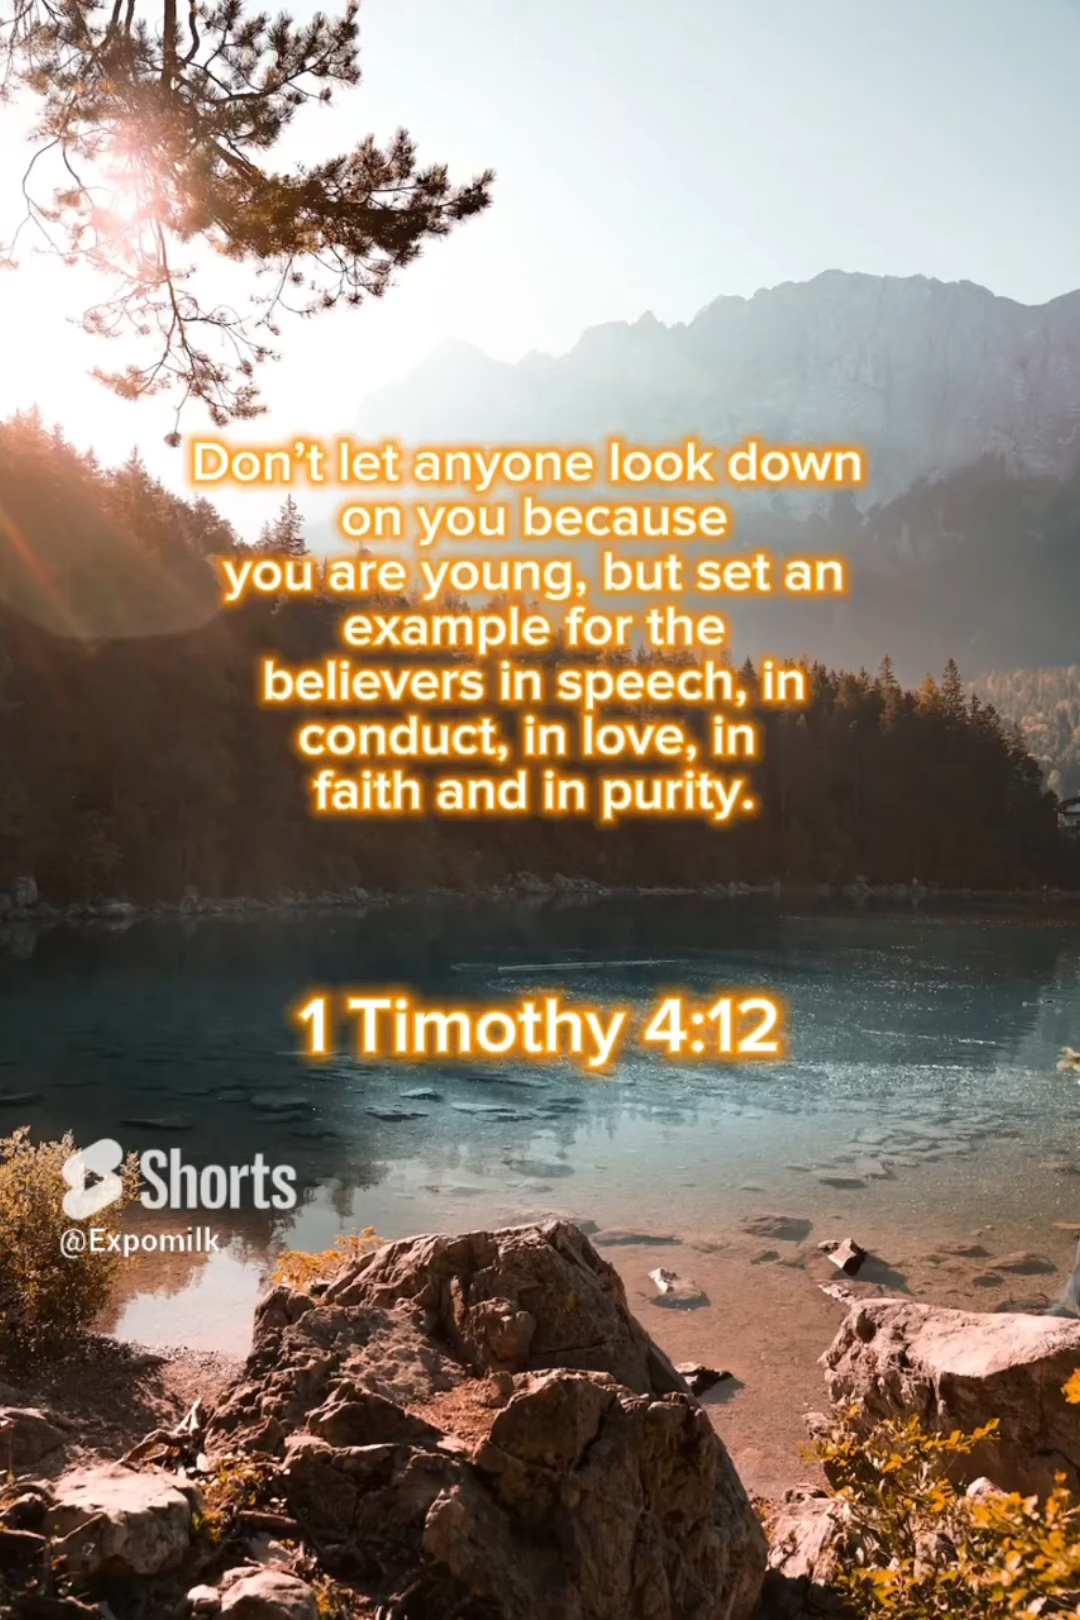 Don’t let anyone look down
on you because
you are young, but set an
example for the
believers in speech, in
conduct, in love, in
faith and in purity.
1 Timothy 4:12
Shorts
@Expomilk